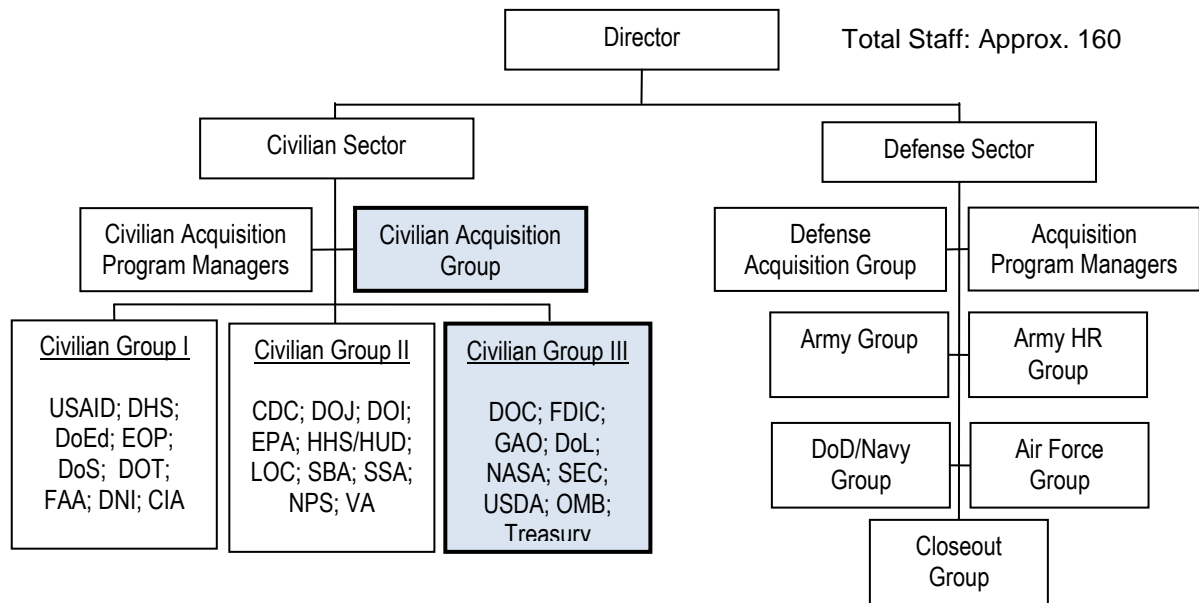 Director
Total Staff: Approx. 160
Civilian Sector
Defense Sector
Civilian Acquisition
Program Managers
Civilian Acquisition
Group
Defense
Acquisition Group
Acquisition
Program Managers
Civilian Group I
USAID; DHS;
DoEd; EOP;
DoS; DOT;
FAA; DNI; CIA
Civilian Group II
CDC; DOJ; DOI;
EPA; HHS/HUD;
LOC; SBA; SSA;
NPS; VA
Civilian Group III
DOC; FDIC;
GAO; DoL;
NASA; SEC;
USDA; OMB;
Treasury
Army Group
Army HR
Group
DoD/Navy
Group
Air Force
Group
Closeout
Group